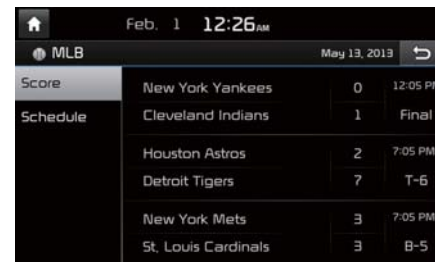 Feb. 1 12:26 AM
MLB May 13, 2013
Score
Schedule
New York Yankees 0 12:05 PM
Cleveland Indians 1 Final
Houston Astros 2 7:05 PM
Detroit Tigers 7 T-6
New York Mets 3 7:05 PM
St. Louis Cardinals 3 B-5